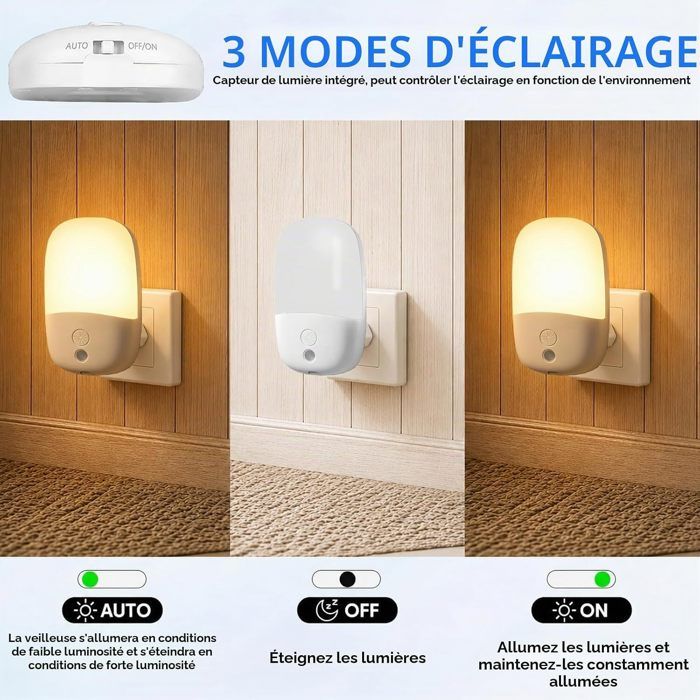 AUTO OFF/ON
3 MODES D'ÉCLAIRAGE
Capteur de lumière intégré, peut contrôler l'éclairage en fonction de l'environnement
AUTO
La veilleuse s'allumera en conditions
de faible luminosité et s'éteindra en
conditions de forte luminosité
OFF
Éteignez les lumières
ON
Allumez les lumières et
maintenez-les constamment
allumées